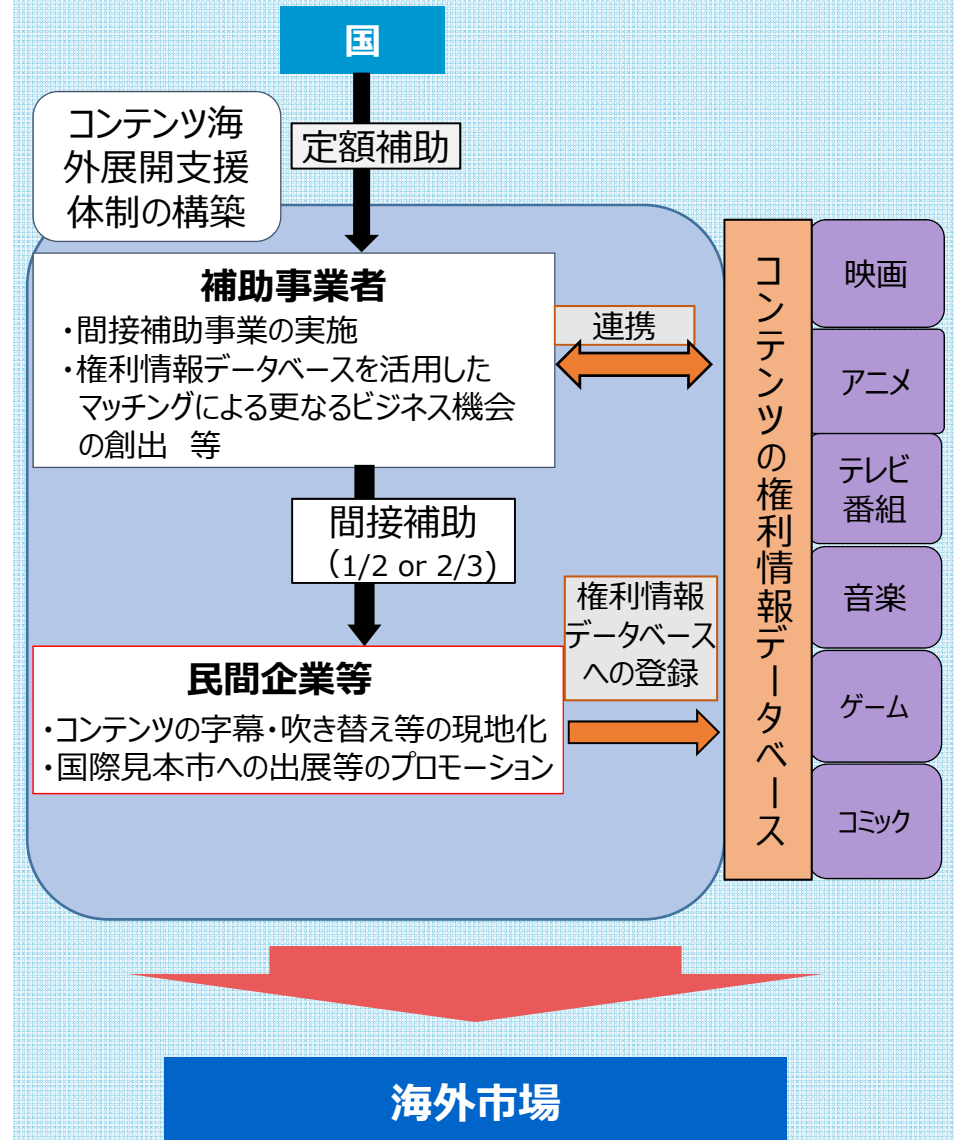 国
コンテンツ海
外展開支援
体制の構築
定額補助
補助事業者
・間接補助事業の実施
・権利情報データベースを活用した
マッチングによる更なるビジネス機会
の創出 等
連携
間接補助
(1/2 or 2/3)
民間企業等
・コンテンツの字幕・吹き替え等の現地化
・国際見本市への出展等のプロモーション
権利情報
データベース
への登録
コンテンツの権利情報データベース
映画
アニメ
テレビ
番組
音楽
ゲーム
コミック
海外市場